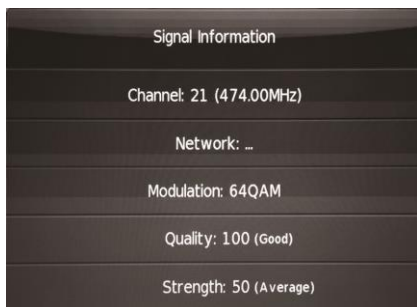 Signal Information
Channel: 21 (474.00MHz)
Network: ...
Modulation: 64QAM
Quality: 100 (Good)
Strength: 50 (Average)